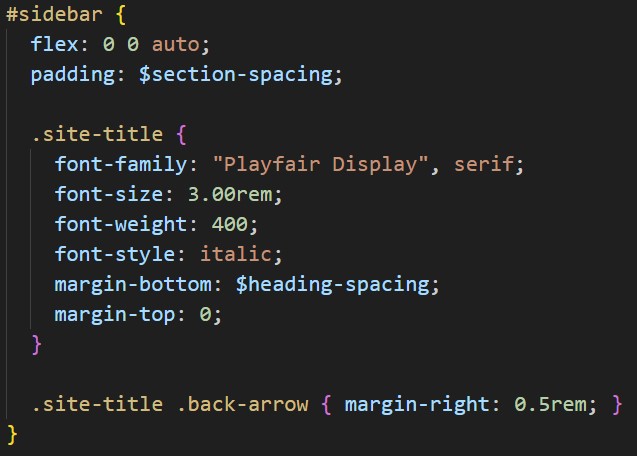 #sidebar {
  flex: 0 0 auto;
  padding: $section-spacing;

  .site-title {
    font-family: "Playfair Display", serif;
    font-size: 3.00rem;
    font-weight: 400;
    font-style: italic;
    margin-bottom: $heading-spacing;
    margin-top: 0;
  }

  .site-title .back-arrow { margin-right: 0.5rem; }
}